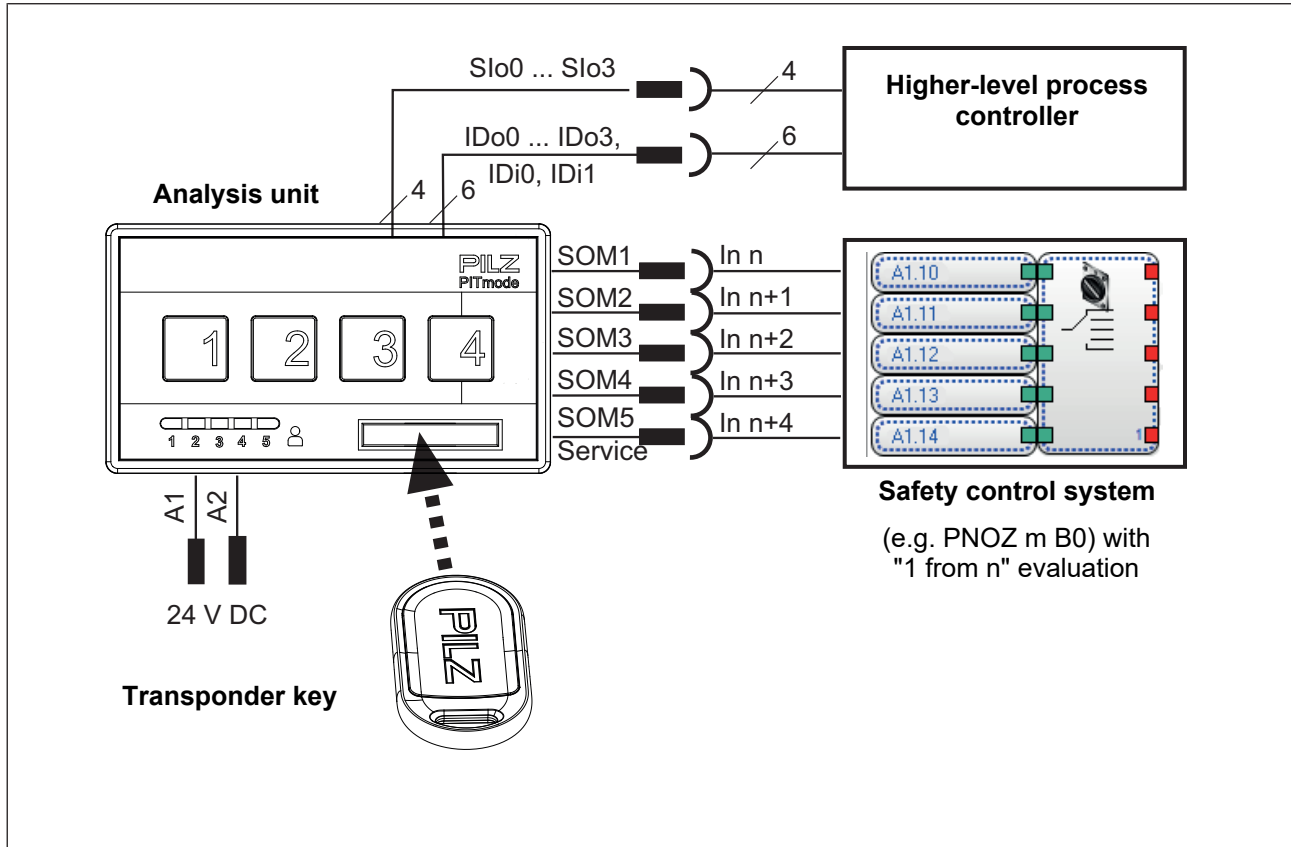 SIo0 ... SIo3
4
Higher-level process
controller
IDo0 ... IDo3,
6
IDi0, IDi1
Analysis unit
4
6
PILZ
PITmode
1
2
3
4
1 2 3 4 5
SOM1
In n
SOM2
In n+1
SOM3
In n+2
SOM4
In n+3
SOM5
In n+4
Service
A1.10
A1.11
A1.12
A1.13
A1.14
1
Safety control system
(e.g. PNOZ m B0) with
"1 from n" evaluation
A1
A2
24 V DC
PILZ
Transponder key